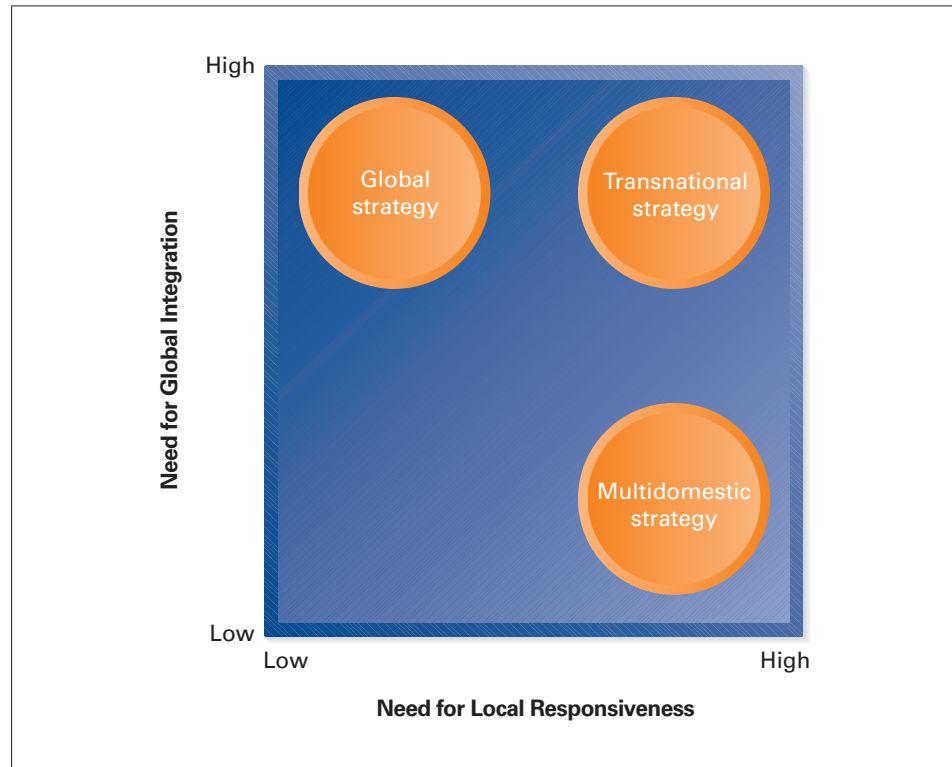 High
Global
strategy
Transnational
strategy
Need for Global Integration
Multidomestic
strategy
Low
Low
High
Need for Local Responsiveness